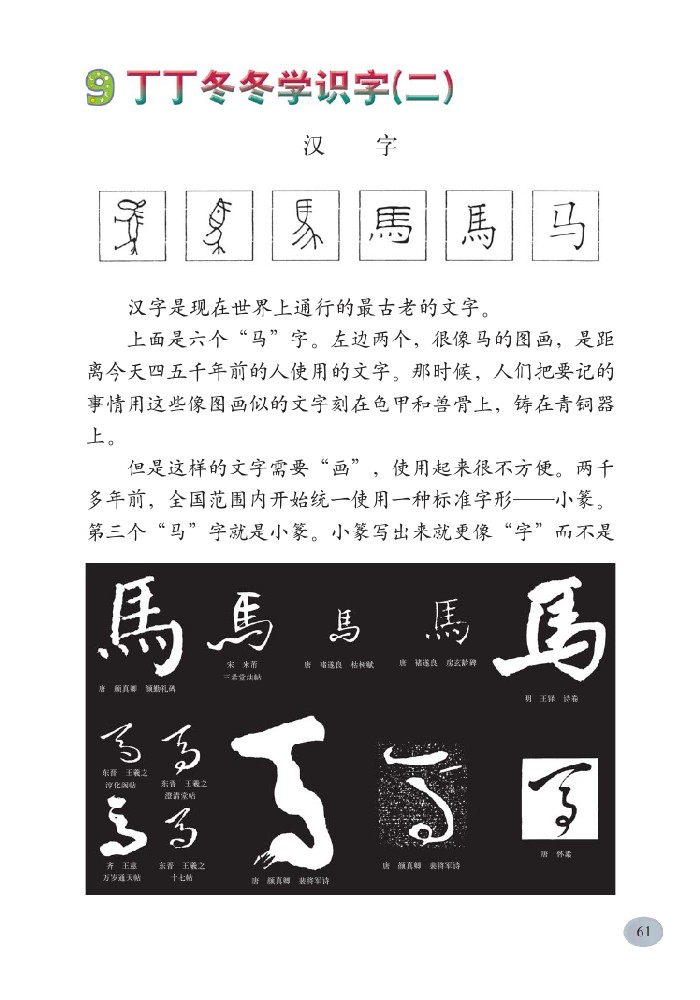 9 丁丁冬冬学识字(二)
汉 字
馬 馬 马
汉字是现在世界上通行的最古老的文字。
上面是六个“马”字。左边两个，很像马的图画，是距
离今天四五千年前的人使用的文字。那时候，人们把要记的
事情用这些像图画似的文字刻在龟甲和兽骨上，铸在青铜器
上。
但是这样的文字需要“画”，使用起来很不方便。两千
多年前，全国范围内开始统一使用一种标准字形——小篆。
第三个“马”字就是小篆。小篆写出来就更像“字”而不是
馬 馬 馬 馬 馬
宋 米芾
三希堂法帖
唐 褚遂良 枯树赋
唐 褚遂良 房玄龄碑
唐 颜真卿 颜勤礼碑
明 王铎 诗卷
东晋 王羲之
淳化阁帖
东晋 王羲之
澄清堂帖
齐 王慈
万岁通天帖
东晋 王羲之
十七帖
唐 颜真卿 裴将军诗
唐 颜真卿 裴将军诗
唐 怀素
61